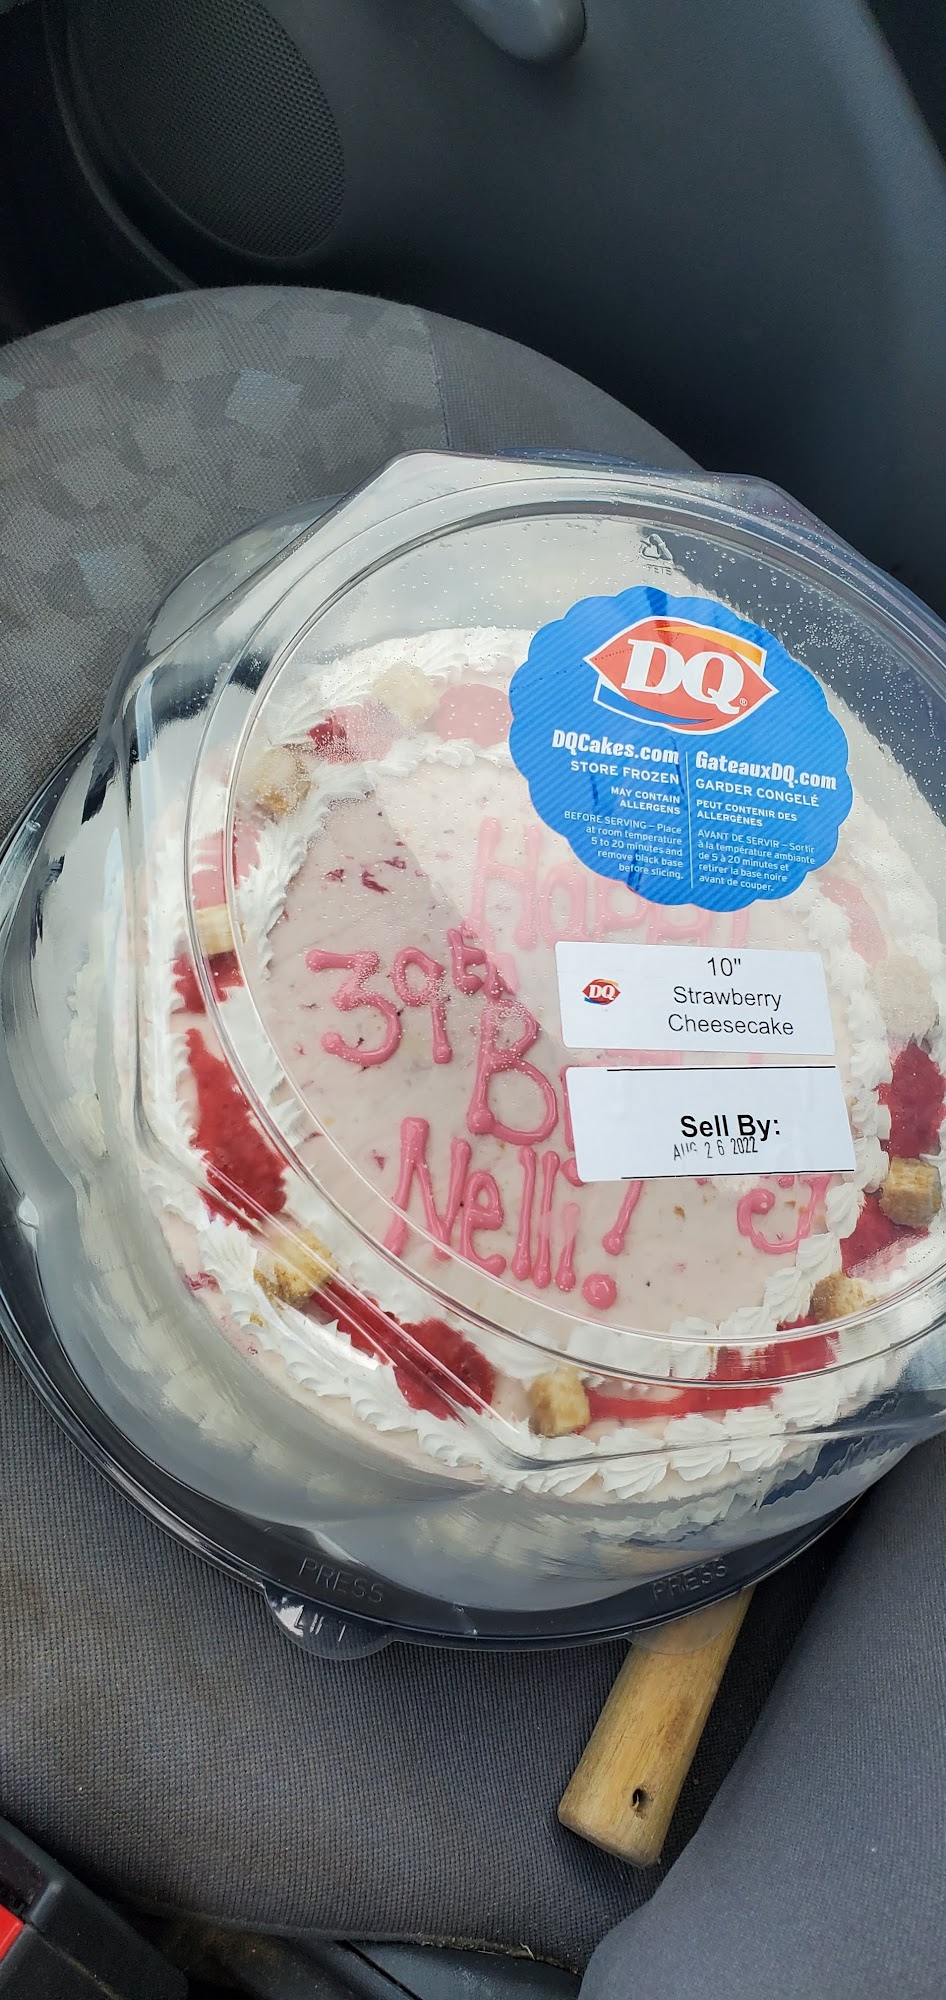 DQ
DQCakes.com
STORE FROZEN
MAY CONTAIN
ALLERGENS
BEFORE SERVING – Place
at room temperature
5 to 20 minutes and
remove black base
before slicing.
GateauxDQ.com
GARDER CONGELÉ
PEUT CONTENIR DES
ALLERGÈNES
AVANT DE SERVIR – Sortir
à la température ambiante
de 5 à 20 minutes et
retirer la base noire
avant de couper.
Happy
39th
Nelli!
DQ
10"
Strawberry
Cheesecake
Sell By:
AUG 26 2022
PRESS
PRESS
LIFT